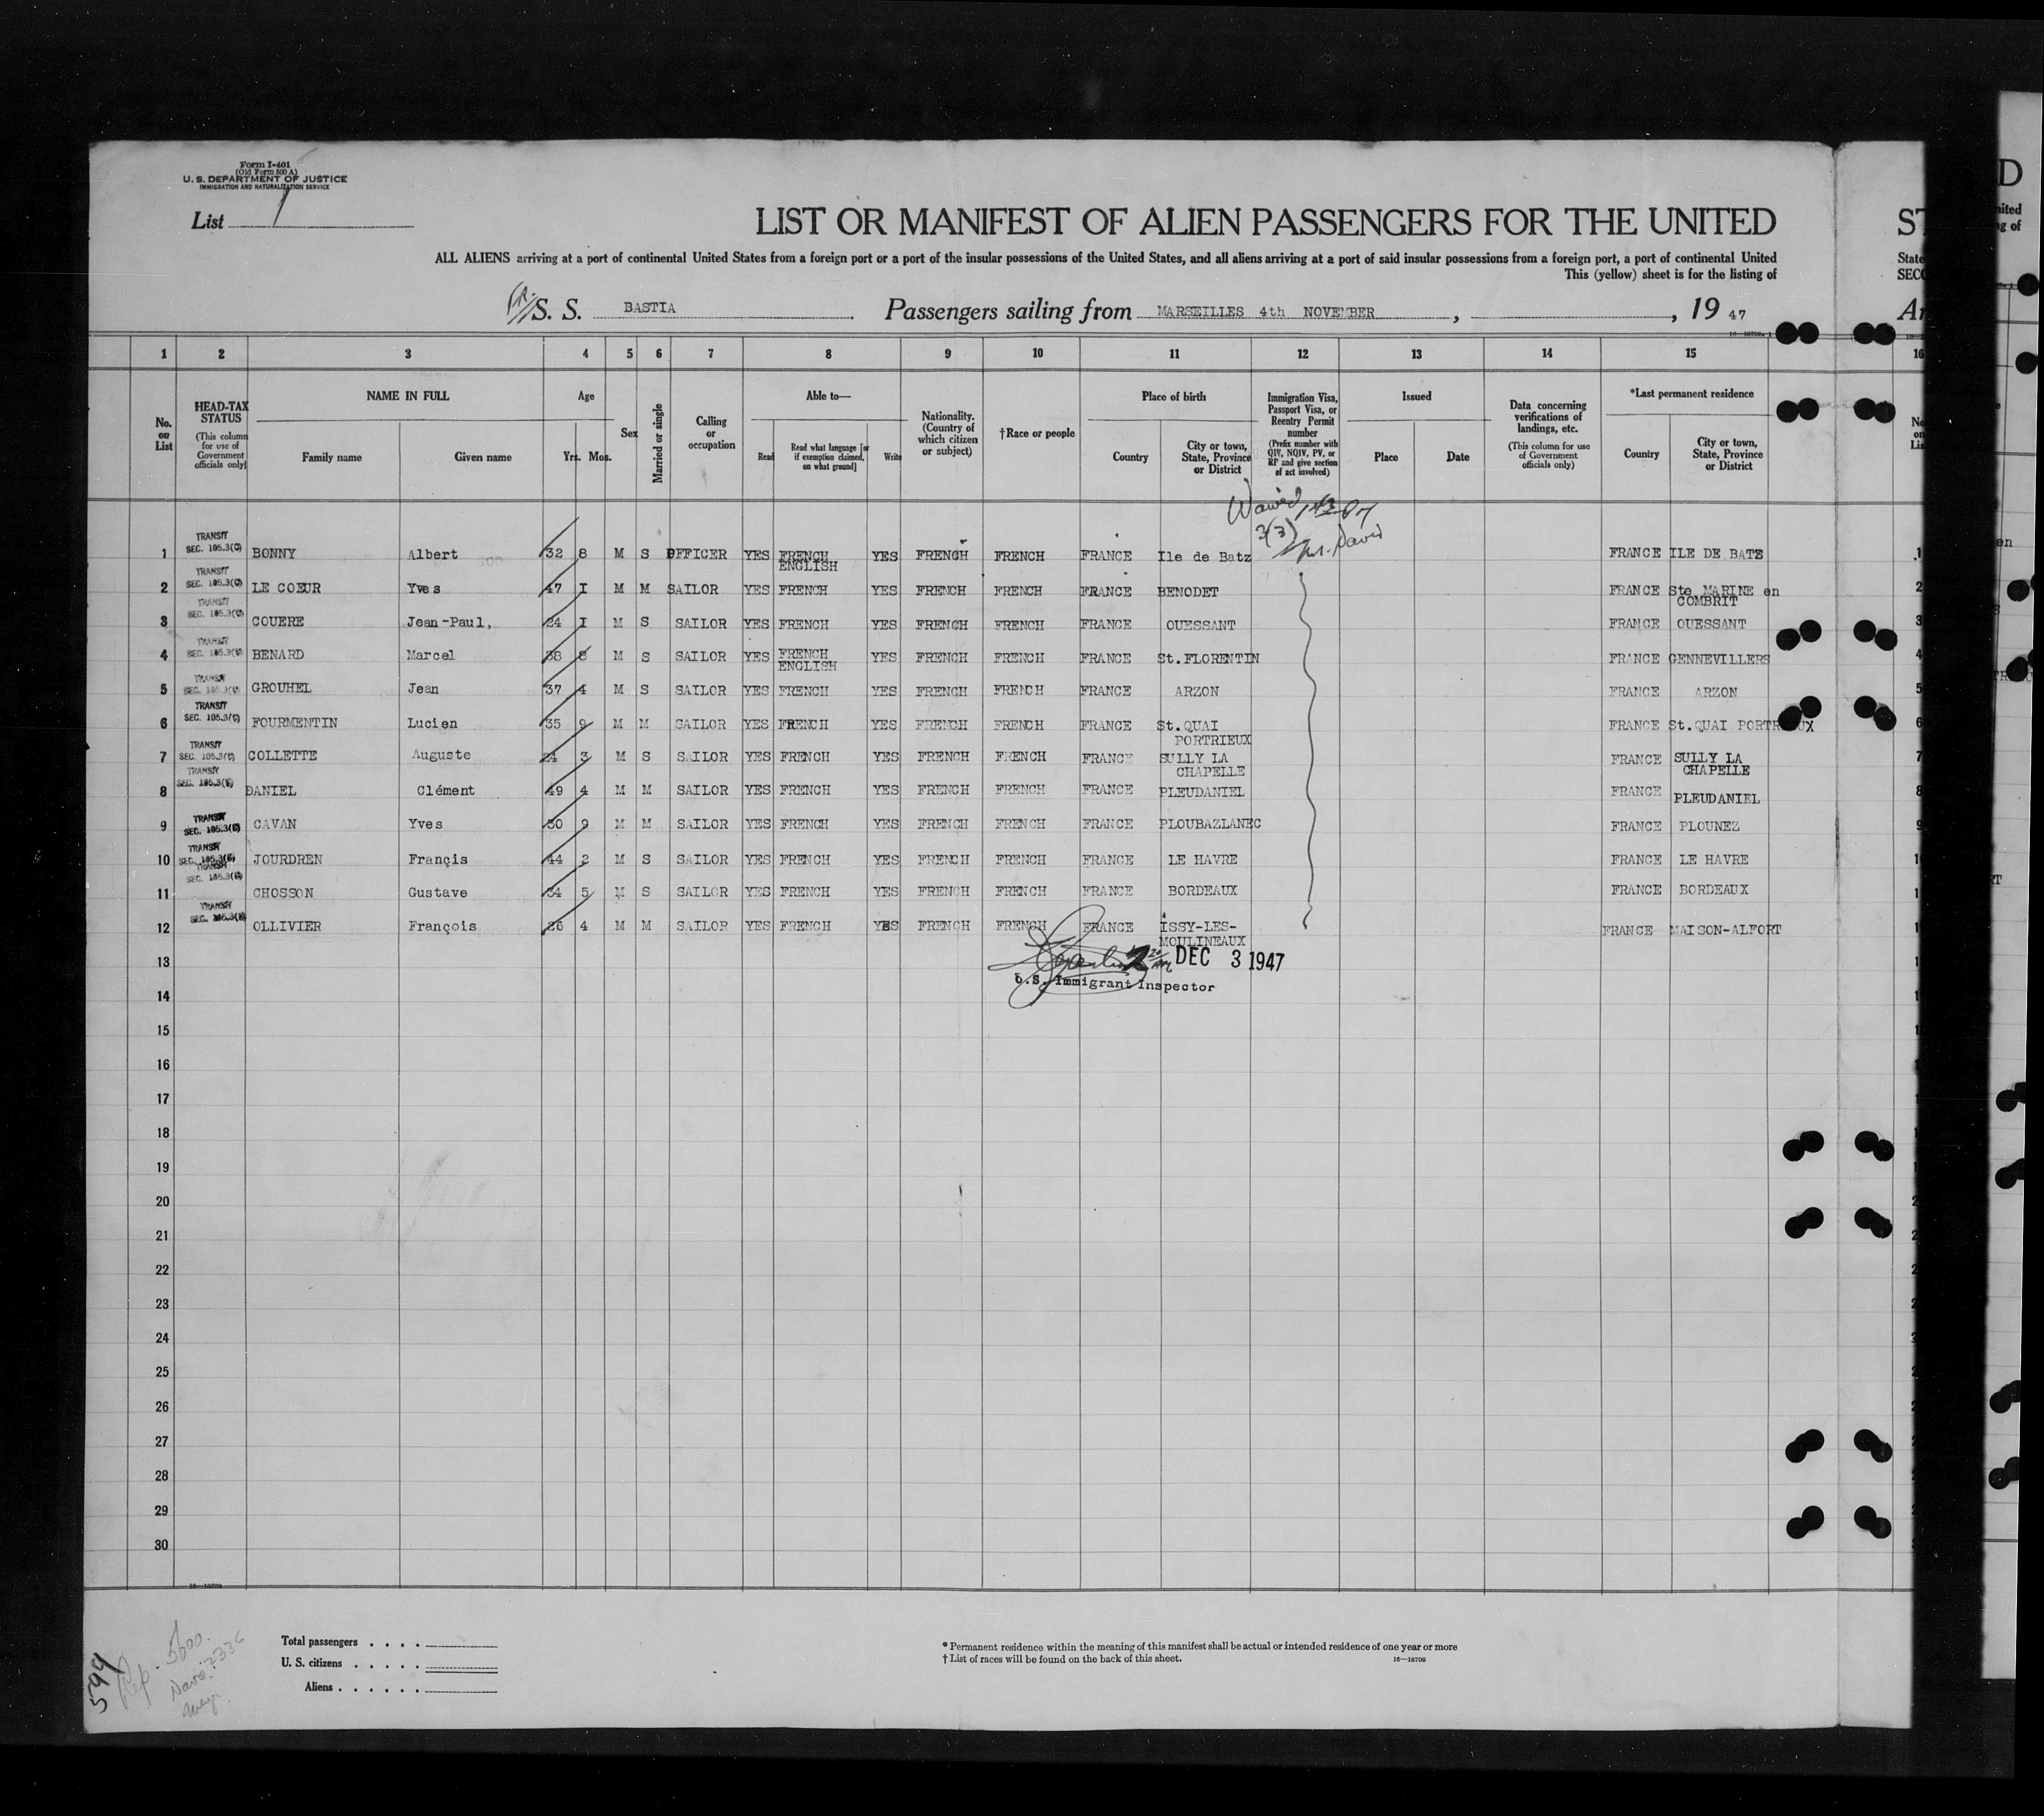 Form I-401
(Old Form 500 A)
U. S. DEPARTMENT OF JUSTICE
IMMIGRATION AND NATURALIZATION SERVICE
List 1
LIST OR MANIFEST OF ALIEN PASSENGERS FOR THE UNITED
ALL ALIENS arriving at a port of continental United States from a foreign port or a port of the insular possessions of the United States, and all aliens arriving at a port of said insular possessions from a foreign port, a port of continental United
This (yellow) sheet is for the listing of
S. S. BASTIA Passengers sailing from MARSEILLES 4th NOVEMBER , , 19 47
16—18709-1
1 2 3 4 5 6 7 8 9 10 11 12 13 14 15 16
No. on List
HEAD-TAX STATUS (This column for use of Government officials only)
NAME IN FULL
Family name Given name
Age
Yrs. Mos.
Sex
Married or single
Calling or occupation
Able to—
Read Read what language [or if exemption claimed, on what ground] Write
Nationality. (Country of which citizen or subject)
†Race or people
Place of birth
Country City or town, State, Province or District
Immigration Visa, Passport Visa, or Reentry Permit number (Prefix number with QIV, NQIV, PV, or RP and give section of act involved)
Issued
Place Date
Data concerning verifications of landings, etc. (This column for use of Government officials only)
*Last permanent residence
Country City or town, State, Province or District
Waived
3(3)
1 TRANSIT SEC. 105.3(C) BONNY Albert 32 8 M S OFFICER YES FRENCH ENGLISH YES FRENCH FRENCH FRANCE Ile de Batz FRANCE ILE DE BATZ
2 TRANSIT SEC. 105.3(C) LE COEUR Yves 47 I M M SAILOR YES FRENCH YES FRENCH FRENCH FRANCE BENODET FRANCE Ste MARINE en COMBRIT
3 TRANSIT SEC. 105.3(C) COUERE Jean-Paul, 24 I M S SAILOR YES FRENCH YES FRENCH FRENCH FRANCE OUESSANT FRANCE OUESSANT
4 TRANSIT SEC. 105.3(C) BENARD Marcel 38 8 M S SAILOR YES FRENCH ENGLISH YES FRENCH FRENCH FRANCE St.FLORENTIN FRANCE GENNEVILLERS
5 TRANSIT SEC. 105.3(C) GROUHEL Jean 37 4 M S SAILOR YES FRENCH YES FRENCH FRENCH FRANCE ARZON FRANCE ARZON
6 TRANSIT SEC. 105.3(C) FOURMENTIN Lucien 35 9 M M SAILOR YES FRENCH YES FRENCH FRENCH FRANCE St.QUAI PORTRIEUX FRANCE St.QUAI
7 TRANSIT SEC. 105.3(C) COLLETTE Auguste 3 M S SAILOR YES FRENCH YES FRENCH FRENCH FRANCE SULLY LA CHAPELLE FRANCE SULLY LA CHAPELLE
8 TRANSIT SEC. 105.3(C) DANIEL Clément 49 4 M M SAILOR YES FRENCH YES FRENCH FRENCH FRANCE PLEUDANIEL FRANCE PLEUDANIEL
9 TRANSIT SEC. 105.3(C) CAVAN Yves 9 M M SAILOR YES FRENCH YES FRENCH FRENCH FRANCE PLOUBAZLANEC FRANCE PLOUNEZ
10 TRANSIT SEC. 105.3(C) JOURDREN Françis 44 2 M S SAILOR YES FRENCH YES FRENCH FRENCH FRANCE LE HAVRE FRANCE LE HAVRE
11 TRANSIT SEC. 105.3(C) CHOSSON Gustave 5 M S SAILOR YES FRENCH YES FRENCH FRENCH FRANCE BORDEAUX FRANCE BORDEAUX
12 TRANSIT SEC. 105.3(C) OLLIVIER François 4 M M SAILOR YES FRENCH YES FRENCH FRENCH FRANCE ISSY-LES-MOULINEAUX FRANCE MAISON-ALFORT
13 DEC 3 1947
U.S. Immigrant Inspector
14
15
16
17
18
19
20
21
22
23
24
25
26
27
28
29
30
16—18709
Total passengers . . . .
U. S. citizens . . . . .
Aliens . . . . . .
* Permanent residence within the meaning of this manifest shall be actual or intended residence of one year or more
† List of races will be found on the back of this sheet.
16—18709